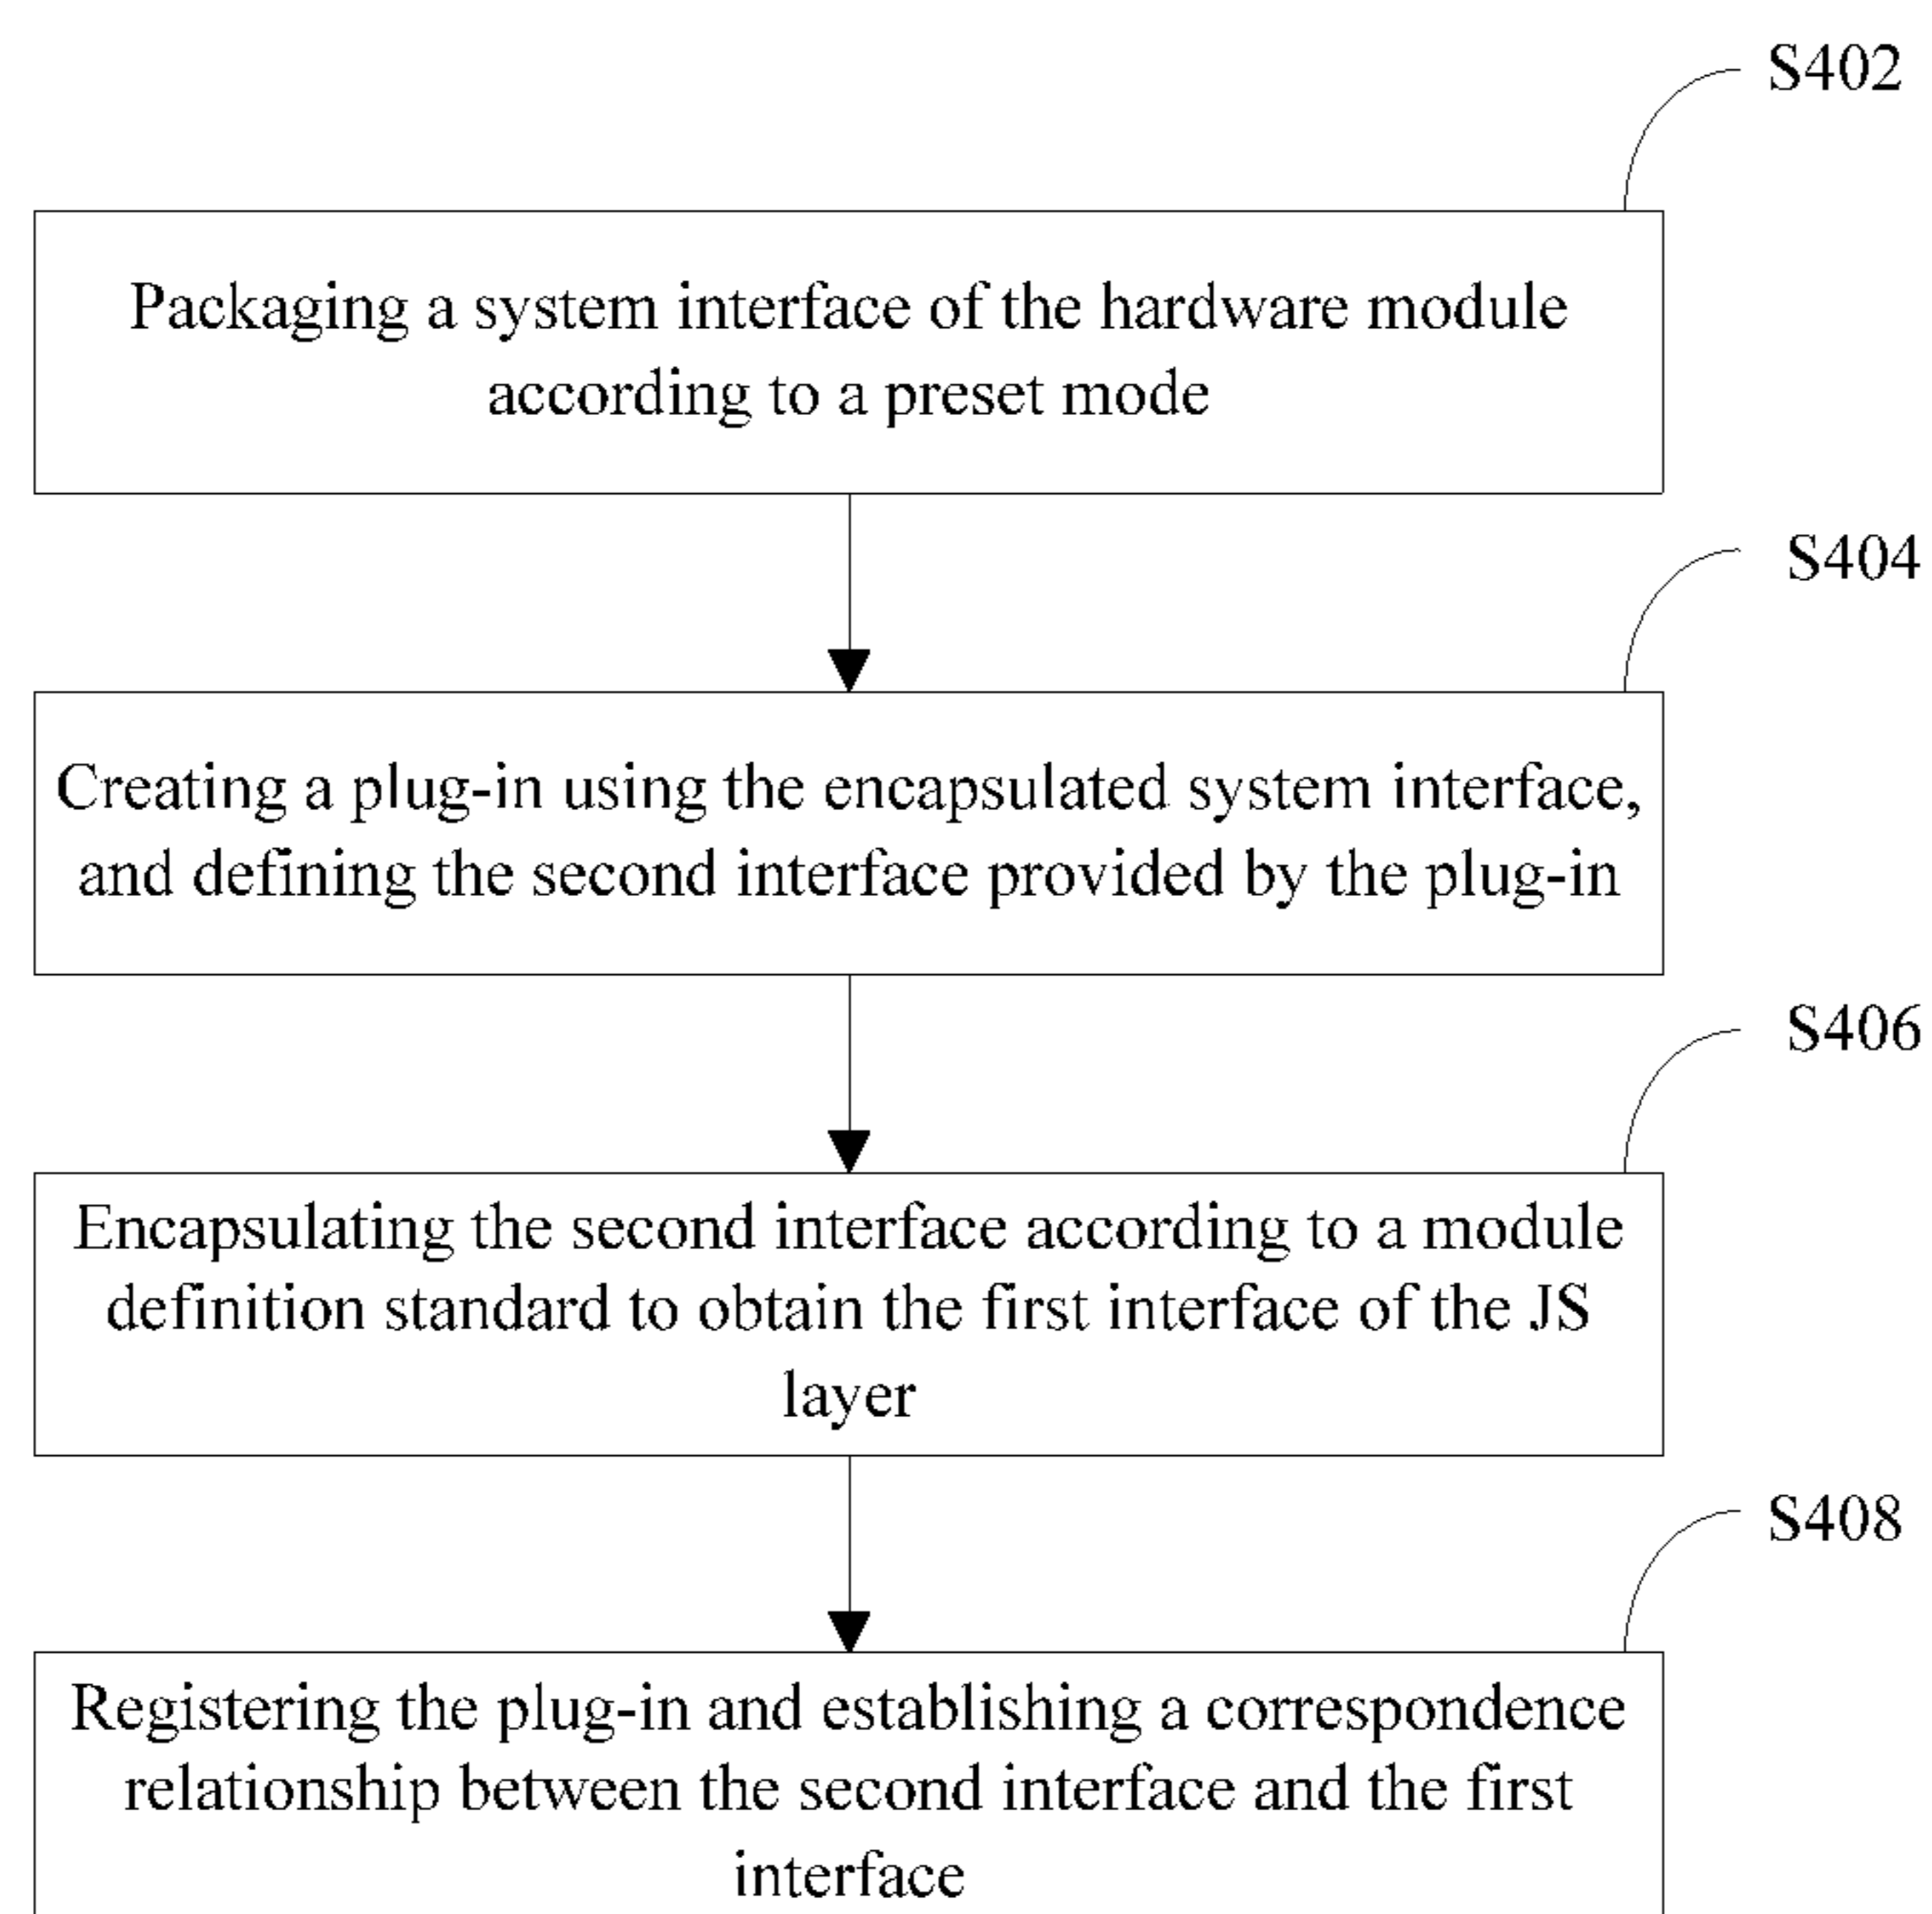 S402
Packaging a system interface of the hardware module
according to a preset mode
S404
Creating a plug-in using the encapsulated system interface,
and defining the second interface provided by the plug-in
S406
Encapsulating the second interface according to a module
definition standard to obtain the first interface of the JS
layer
S408
Registering the plug-in and establishing a correspondence
relationship between the second interface and the first
interface